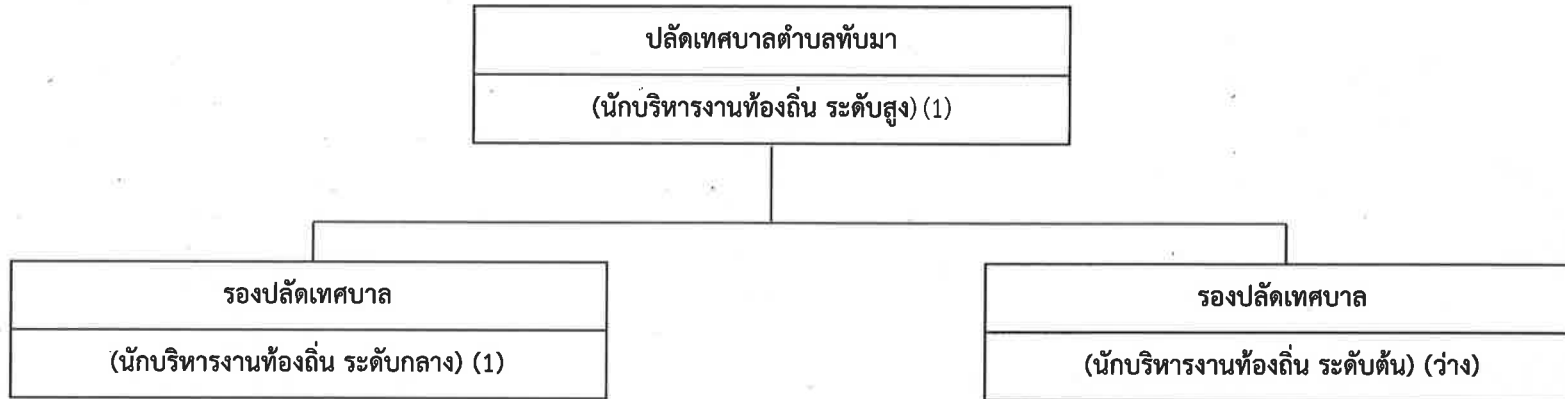 ปลัดเทศบาลตำบลทับมา
(นักบริหารงานท้องถิ่น ระดับสูง) (1)
รองปลัดเทศบาล
(นักบริหารงานท้องถิ่น ระดับกลาง) (1)
รองปลัดเทศบาล
(นักบริหารงานท้องถิ่น ระดับต้น) (ว่าง)